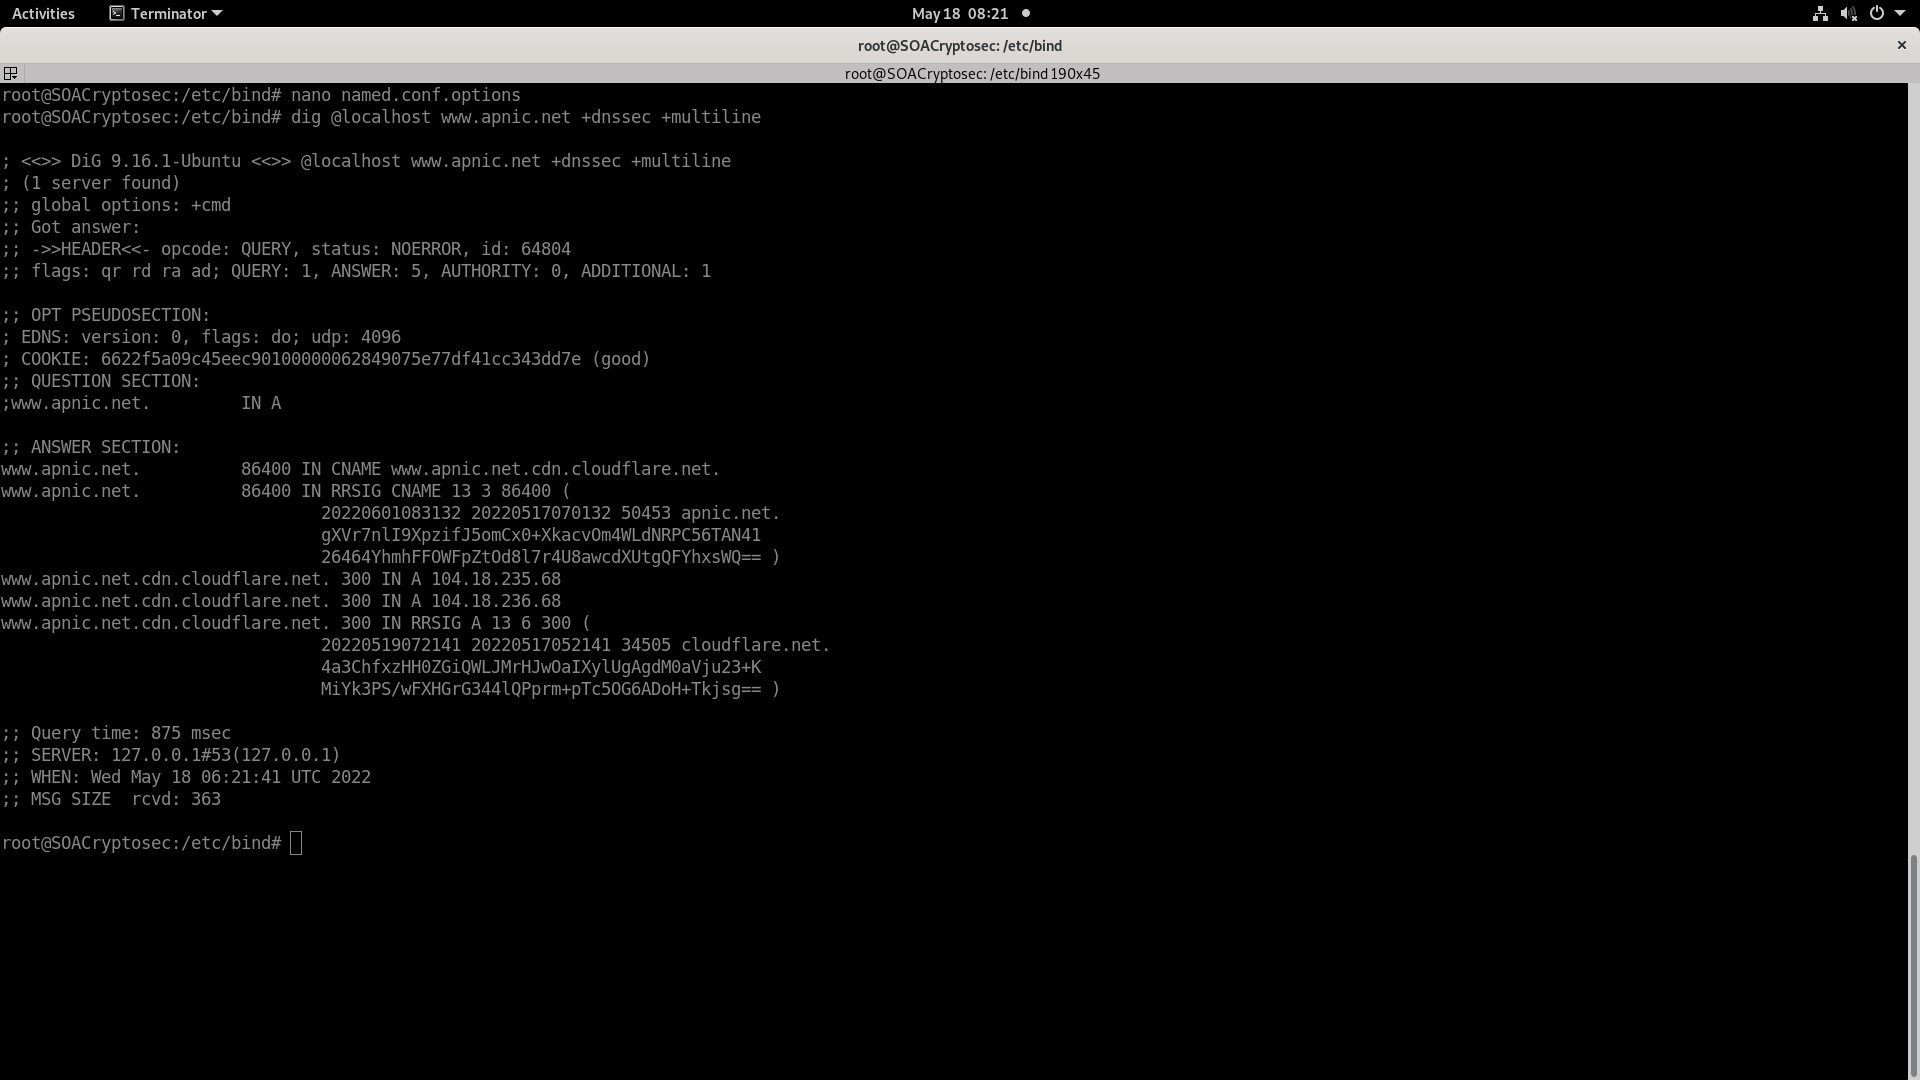 Activities Terminator May 18 08:21
root@SOACryptosec: /etc/bind
root@SOACryptosec: /etc/bind 190x45
root@SOACryptosec:/etc/bind# nano named.conf.options
root@SOACryptosec:/etc/bind# dig @localhost www.apnic.net +dnssec +multiline
; <<>> DiG 9.16.1-Ubuntu <<>> @localhost www.apnic.net +dnssec +multiline
; (1 server found)
;; global options: +cmd
;; Got answer:
;; ->>HEADER<<- opcode: QUERY, status: NOERROR, id: 64804
;; flags: qr rd ra ad; QUERY: 1, ANSWER: 5, AUTHORITY: 0, ADDITIONAL: 1
;; OPT PSEUDOSECTION:
; EDNS: version: 0, flags: do; udp: 4096
; COOKIE: 6622f5a09c45eec90100000062849075e77df41cc343dd7e (good)
;; QUESTION SECTION:
;www.apnic.net. IN A
;; ANSWER SECTION:
www.apnic.net. 86400 IN CNAME www.apnic.net.cdn.cloudflare.net.
www.apnic.net. 86400 IN RRSIG CNAME 13 3 86400 (
20220601083132 20220517070132 50453 apnic.net.
gXVr7nlI9XpzifJ5omCx0+XkacvOm4WLdNRPC56TAN41
26464YhmhFFOWFpZtOd8l7r4U8awcdXUtgQFYhxsWQ== )
www.apnic.net.cdn.cloudflare.net. 300 IN A 104.18.235.68
www.apnic.net.cdn.cloudflare.net. 300 IN A 104.18.236.68
www.apnic.net.cdn.cloudflare.net. 300 IN RRSIG A 13 6 300 (
20220519072141 20220517052141 34505 cloudflare.net.
4a3ChfxzHH0ZGiQWLJMrHJwOaIXylUgAgdM0aVju23+K
MiYk3PS/wFXHGrG344lQPprm+pTc5OG6ADoH+Tkjsg== )
;; Query time: 875 msec
;; SERVER: 127.0.0.1#53(127.0.0.1)
;; WHEN: Wed May 18 06:21:41 UTC 2022
;; MSG SIZE rcvd: 363
root@SOACryptosec:/etc/bind#